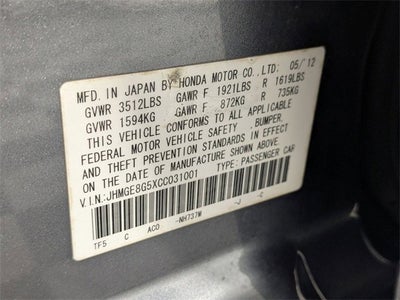 MFD.IN JAPAN BY HONDA MOTOR CO.,LTD. 05/12
GVWR 3512LBS GAWR F 1921LBS R 1619LBS
GVWR 1594KG GAWR F 872KG R 735KG
THIS VEHICLE CONFORMS TO ALL APPLICABLE
FEDERAL MOTOR VEHICLE SAFETY ,BUMPER,
AND THEFT PREVENTION STANDARDS IN EFFECT
ON THE DATE OF MANUFACTURE SHOWN ABOVE.
V.I.N:JHMGE8G5XCC031001 TYPE: PASSENGER CAR
TF5 C AC0 -NH737M -J -C